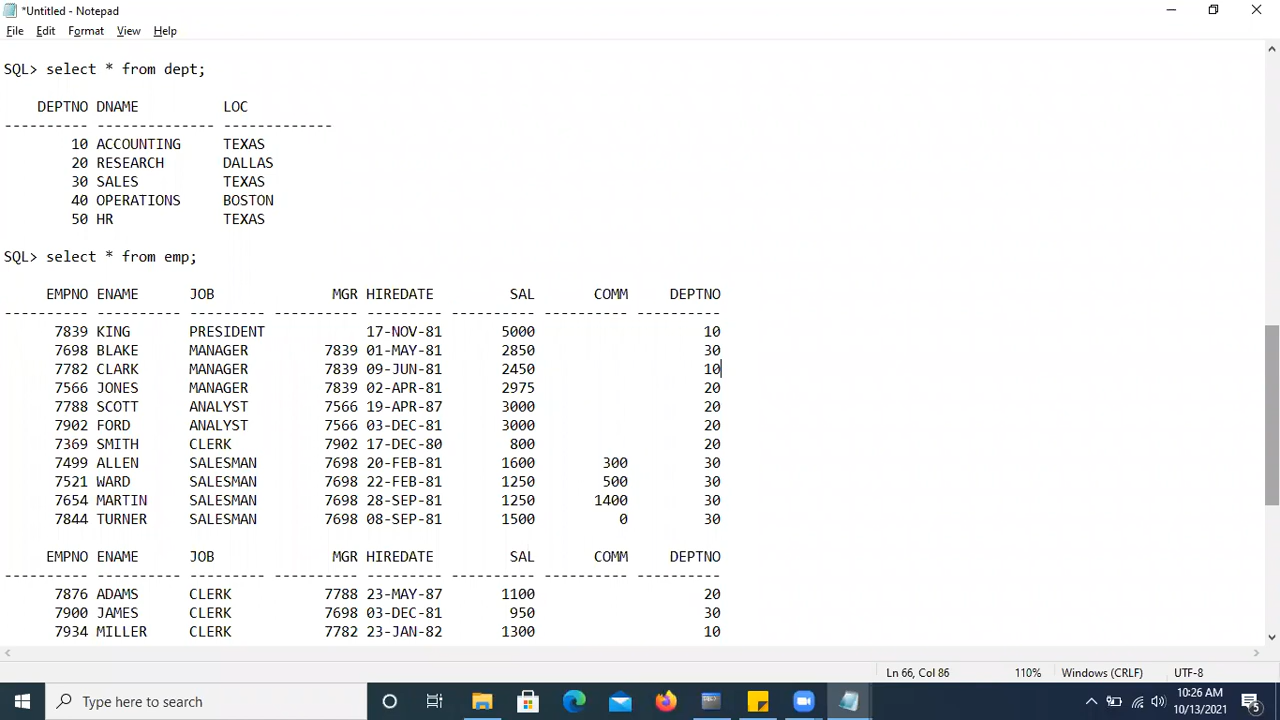 *Untitled - Notepad
File Edit Format View Help
SQL> select * from dept;
DEPTNO DNAME LOC
---------- -------------- -------------
10 ACCOUNTING TEXAS
20 RESEARCH DALLAS
30 SALES TEXAS
40 OPERATIONS BOSTON
50 HR TEXAS
SQL> select * from emp;
EMPNO ENAME JOB MGR HIREDATE SAL COMM DEPTNO
---------- ---------- --------- ---------- --------- ---------- ---------- ----------
7839 KING PRESIDENT 17-NOV-81 5000 10
7698 BLAKE MANAGER 7839 01-MAY-81 2850 30
7782 CLARK MANAGER 7839 09-JUN-81 2450 10
7566 JONES MANAGER 7839 02-APR-81 2975 20
7788 SCOTT ANALYST 7566 19-APR-87 3000 20
7902 FORD ANALYST 7566 03-DEC-81 3000 20
7369 SMITH CLERK 7902 17-DEC-80 800 20
7499 ALLEN SALESMAN 7698 20-FEB-81 1600 300 30
7521 WARD SALESMAN 7698 22-FEB-81 1250 500 30
7654 MARTIN SALESMAN 7698 28-SEP-81 1250 1400 30
7844 TURNER SALESMAN 7698 08-SEP-81 1500 0 30
EMPNO ENAME JOB MGR HIREDATE SAL COMM DEPTNO
---------- ---------- --------- ---------- --------- ---------- ---------- ----------
7876 ADAMS CLERK 7788 23-MAY-87 1100 20
7900 JAMES CLERK 7698 03-DEC-81 950 30
7934 MILLER CLERK 7782 23-JAN-82 1300 10
Ln 66, Col 86 110% Windows (CRLF) UTF-8
Type here to search
10:26 AM
10/13/2021
5